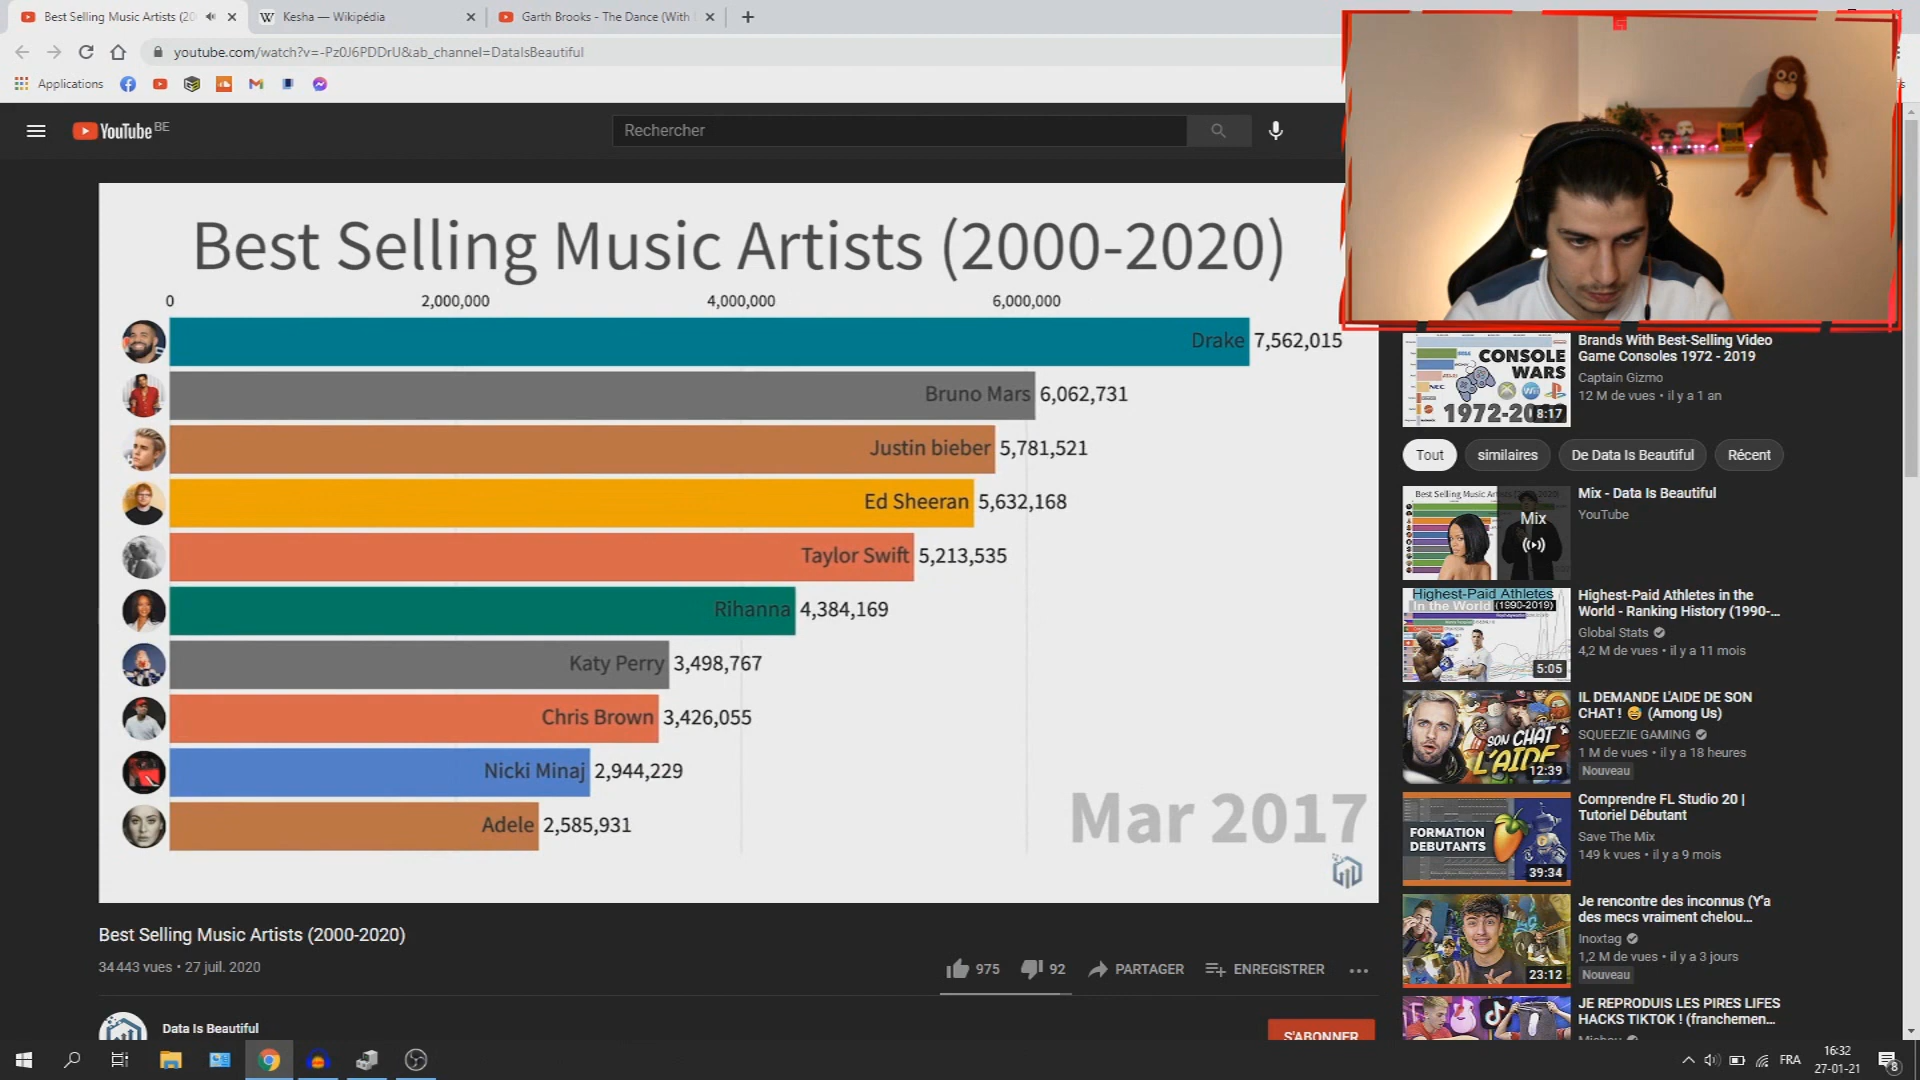 Best Selling Music Artists (20
Kesha — Wikipédia
Garth Brooks - The Dance (With
youtube.com/watch?v=-Pz0J6PDDrU&ab_channel=DataIsBeautiful
Applications
YouTube BE
Rechercher
Best Selling Music Artists (2000-2020)
0 2,000,000 4,000,000 6,000,000
Drake 7,562,015
Bruno Mars 6,062,731
Justin bieber 5,781,521
Ed Sheeran 5,632,168
Taylor Swift 5,213,535
Rihanna 4,384,169
Katy Perry 3,498,767
Chris Brown 3,426,055
Nicki Minaj 2,944,229
Adele 2,585,931
Mar 2017
Best Selling Music Artists (2000-2020)
34 443 vues • 27 juil. 2020
975 92 PARTAGER ENREGISTRER
Data Is Beautiful
S'ABONNER
CONSOLE
WARS
1972-20
8:17
Brands With Best-Selling Video
Game Consoles 1972 - 2019
Captain Gizmo
12 M de vues • il y a 1 an
Tout similaires De Data Is Beautiful Récent
Mix
Mix - Data Is Beautiful
YouTube
Highest-Paid Athletes
In the World (1990-2019)
5:05
Highest-Paid Athletes in the
World - Ranking History (1990-...
Global Stats
4,2 M de vues • il y a 11 mois
SON CHAT
L'AIDE
12:39
IL DEMANDE L'AIDE DE SON
CHAT ! 😅 (Among Us)
SQUEEZIE GAMING
1 M de vues • il y a 18 heures
Nouveau
FORMATION
DEBUTANTS
39:34
Comprendre FL Studio 20 |
Tutoriel Débutant
Save The Mix
149 k vues • il y a 9 mois
23:12
Je rencontre des inconnus (Y'a
des mecs vraiment chelou...
Inoxtag
1,2 M de vues • il y a 3 jours
Nouveau
JE REPRODUIS LES PIRES LIFES
HACKS TIKTOK ! (franchemen...
FRA
16:32
27-01-21
8